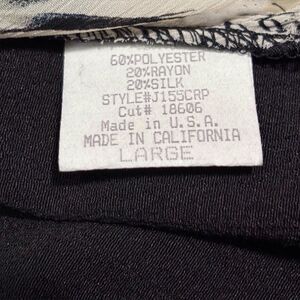 60%POLYESTER
20%RAYON
20%SILK
STYLE#J155CRP
Cut# 18606
Made in U.S.A.
MADE IN CALIFORNIA
LARGE